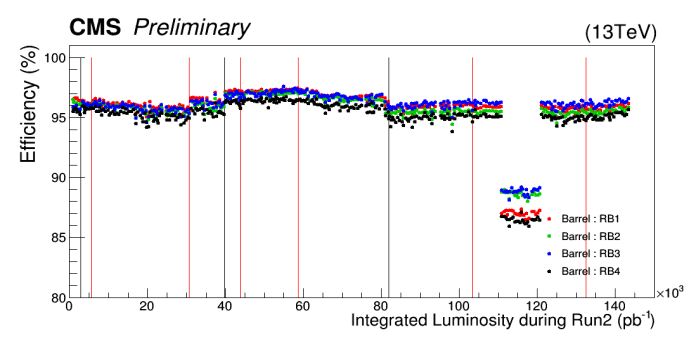 CMS Preliminary (13TeV)
Efficiency (%)
100
95
90
85
80
Barrel : RB1
Barrel : RB2
Barrel : RB3
Barrel : RB4
0 20 40 60 80 100 120 140 ×10³
Integrated Luminosity during Run2 (pb⁻¹)